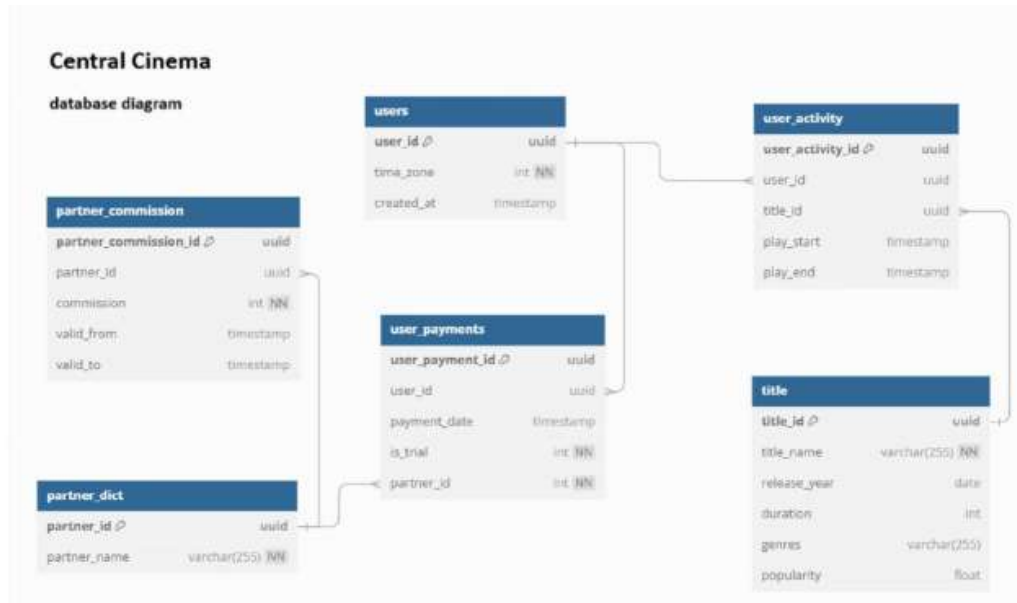 Central Cinema
database diagram
users
user_id uuid
time_zone int NN
created_at timestamp
user_activity
user_activity_id uuid
user_id uuid
title_id uuid
play_start timestamp
play_end timestamp
partner_commission
partner_commission_id uuid
partner_id uuid
commission int NN
valid_from timestamp
valid_to timestamp
user_payments
user_payment_id uuid
user_id uuid
payment_date timestamp
is_trial int NN
partner_id int NN
title
title_id uuid
title_name varchar(255) NN
release_year date
duration int
genres varchar(255)
popularity float
partner_dict
partner_id uuid
partner_name varchar(255) NN